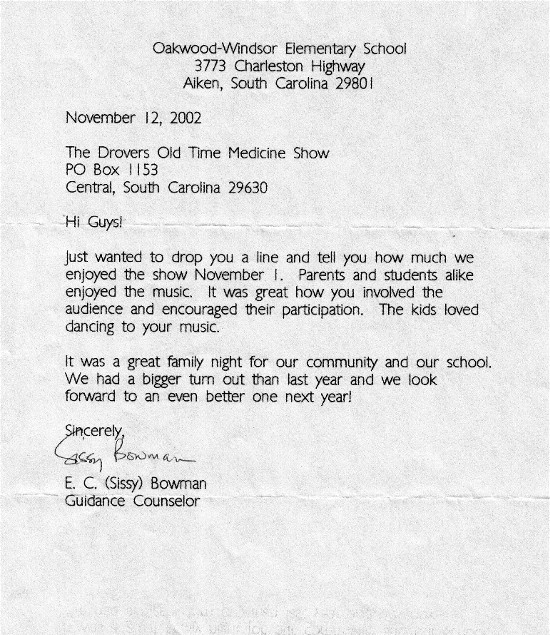 Oakwood-Windsor Elementary School
3773 Charleston Highway
Aiken, South Carolina 29801
November 12, 2002
The Drovers Old Time Medicine Show
PO Box 1153
Central, South Carolina 29630
Hi Guys!
Just wanted to drop you a line and tell you how much we
enjoyed the show November 1. Parents and students alike
enjoyed the music. It was great how you involved the
audience and encouraged their participation. The kids loved
dancing to your music.
It was a great family night for our community and our school.
We had a bigger turn out than last year and we look
forward to an even better one next year!
Sincerely,
Sissy Bowman
E. C. (Sissy) Bowman
Guidance Counselor